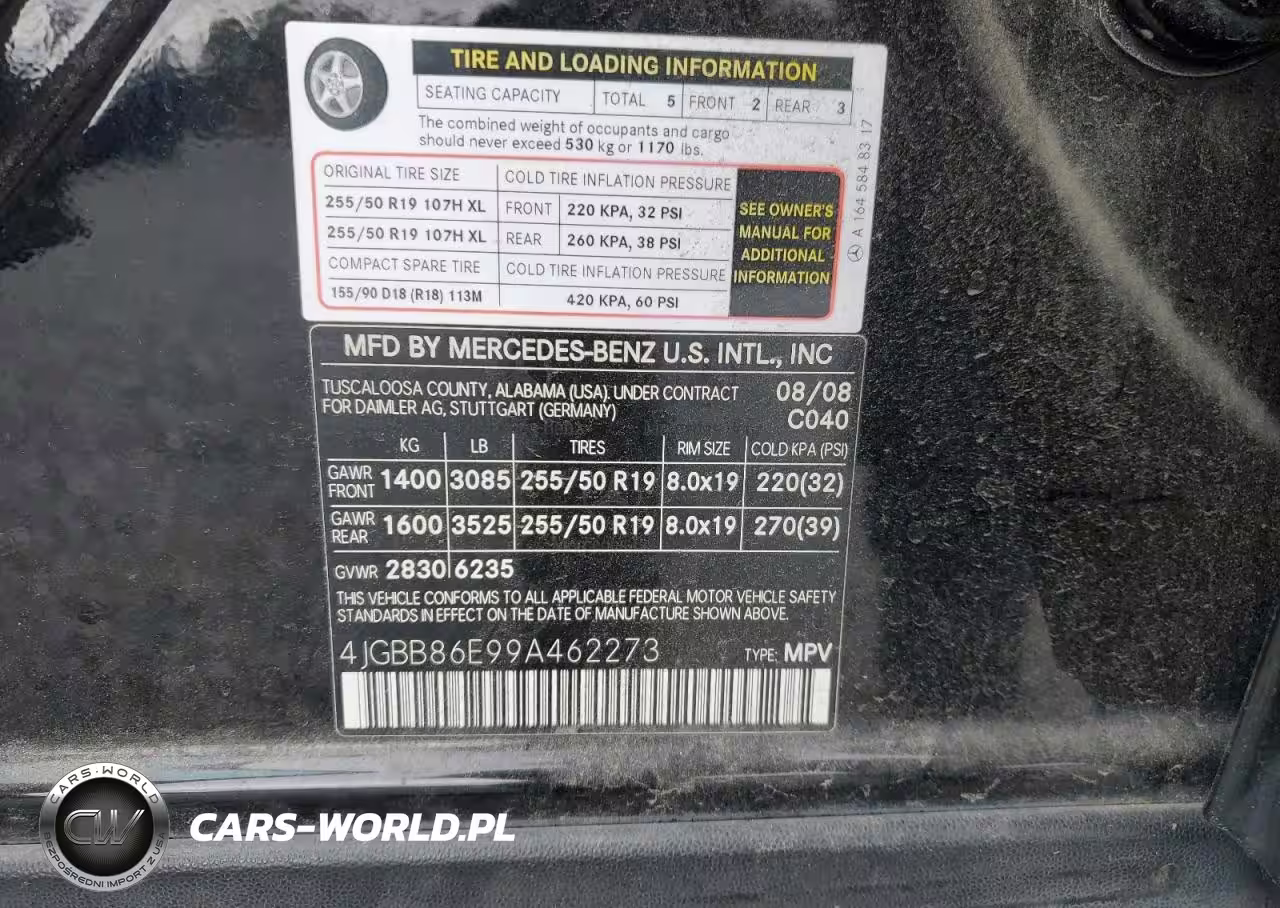 TIRE AND LOADING INFORMATION
SEATING CAPACITY TOTAL 5 FRONT 2 REAR 3
The combined weight of occupants and cargo
should never exceed 530 kg or 1170 lbs.
ORIGINAL TIRE SIZE COLD TIRE INFLATION PRESSURE
255/50 R19 107H XL FRONT 220 KPA, 32 PSI
255/50 R19 107H XL REAR 260 KPA, 38 PSI
COMPACT SPARE TIRE COLD TIRE INFLATION PRESSURE
155/90 D18 (R18) 113M 420 KPA, 60 PSI
SEE OWNER'S
MANUAL FOR
ADDITIONAL
INFORMATION
A 164 584 83 17
MFD BY MERCEDES-BENZ U.S. INTL., INC
TUSCALOOSA COUNTY, ALABAMA (USA). UNDER CONTRACT 08/08
FOR DAIMLER AG, STUTTGART (GERMANY) C040
KG LB TIRES RIM SIZE COLD KPA (PSI)
GAWR FRONT 1400 3085 255/50 R19 8.0x19 220(32)
GAWR REAR 1600 3525 255/50 R19 8.0x19 270(39)
GVWR 2830 6235
THIS VEHICLE CONFORMS TO ALL APPLICABLE FEDERAL MOTOR VEHICLE SAFETY
STANDARDS IN EFFECT ON THE DATE OF MANUFACTURE SHOWN ABOVE.
4JGBB86E99A462273 TYPE: MPV
CARS-WORLD
CW
BEZPOŚREDNI IMPORT Z USA
CARS-WORLD.PL